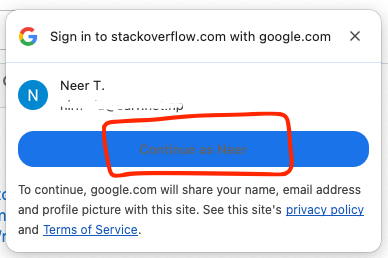 Sign in to stackoverflow.com with google.com
N
Neer T.
Continue as Neer
To continue, google.com will share your name, email address
and profile picture with this site. See this site's privacy policy
and Terms of Service.